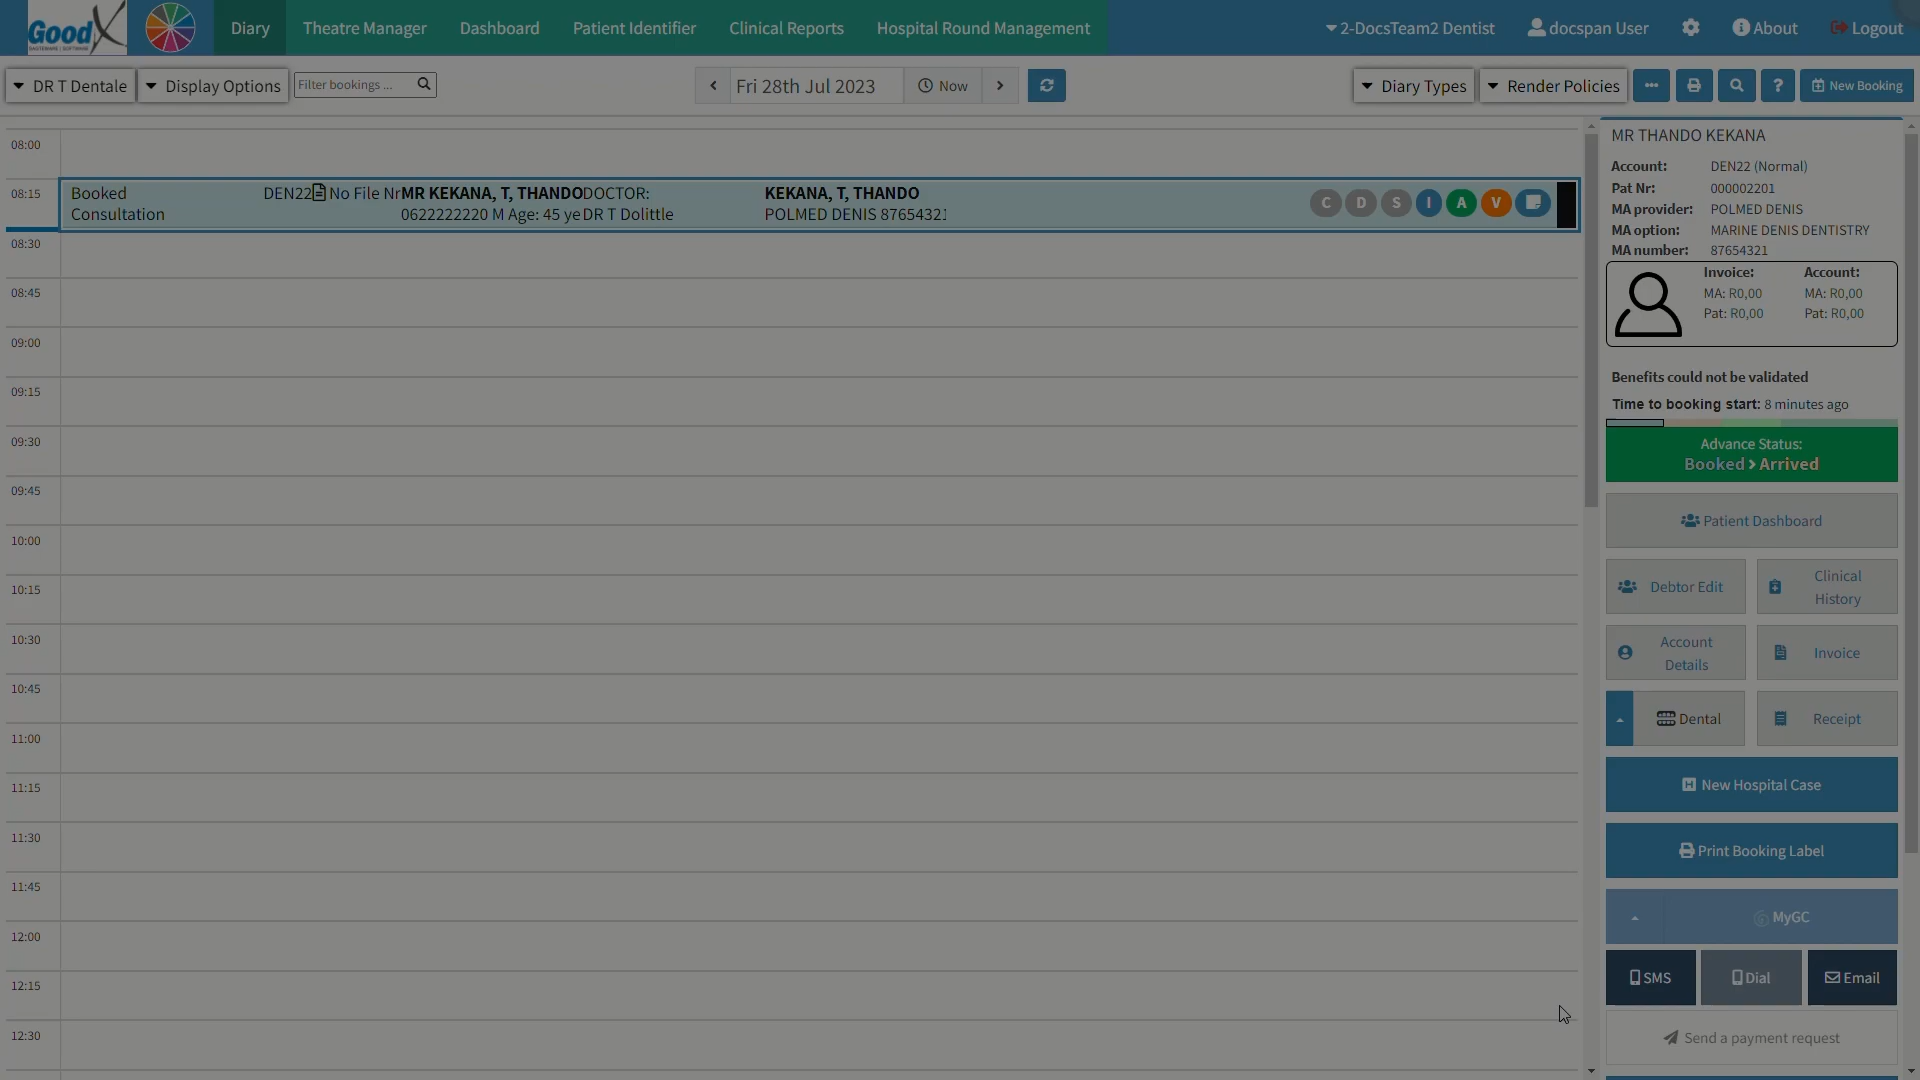 GoodX
Diary
Theatre Manager
Dashboard
Patient Identifier
Clinical Reports
Hospital Round Management
2-DocsTeam2 Dentist
docspan User
About
Logout
DR T Dentale
Display Options
Filter bookings ...
Fri 28th Jul 2023
Now
Diary Types
Render Policies
New Booking
08:00
08:15
08:30
08:45
09:00
09:15
09:30
09:45
10:00
10:15
10:30
10:45
11:00
11:15
11:30
11:45
12:00
12:15
12:30
Booked
Consultation
DEN22 No File Nr
MR KEKANA, T, THANDO
0622222220 M Age: 45 ye
DOCTOR:
DR T Dolittle
KEKANA, T, THANDO
POLMED DENIS 87654321
C D S I A V
MR THANDO KEKANA
Account: DEN22 (Normal)
Pat Nr: 000002201
MA provider: POLMED DENIS
MA option: MARINE DENIS DENTISTRY
MA number: 87654321
Invoice: Account:
MA: R0,00 MA: R0,00
Pat: R0,00 Pat: R0,00
Benefits could not be validated
Time to booking start: 8 minutes ago
Advance Status:
Booked > Arrived
Patient Dashboard
Debtor Edit
Clinical
History
Account
Details
Invoice
Dental
Receipt
New Hospital Case
Print Booking Label
MyGC
SMS
Dial
Email
Send a payment request